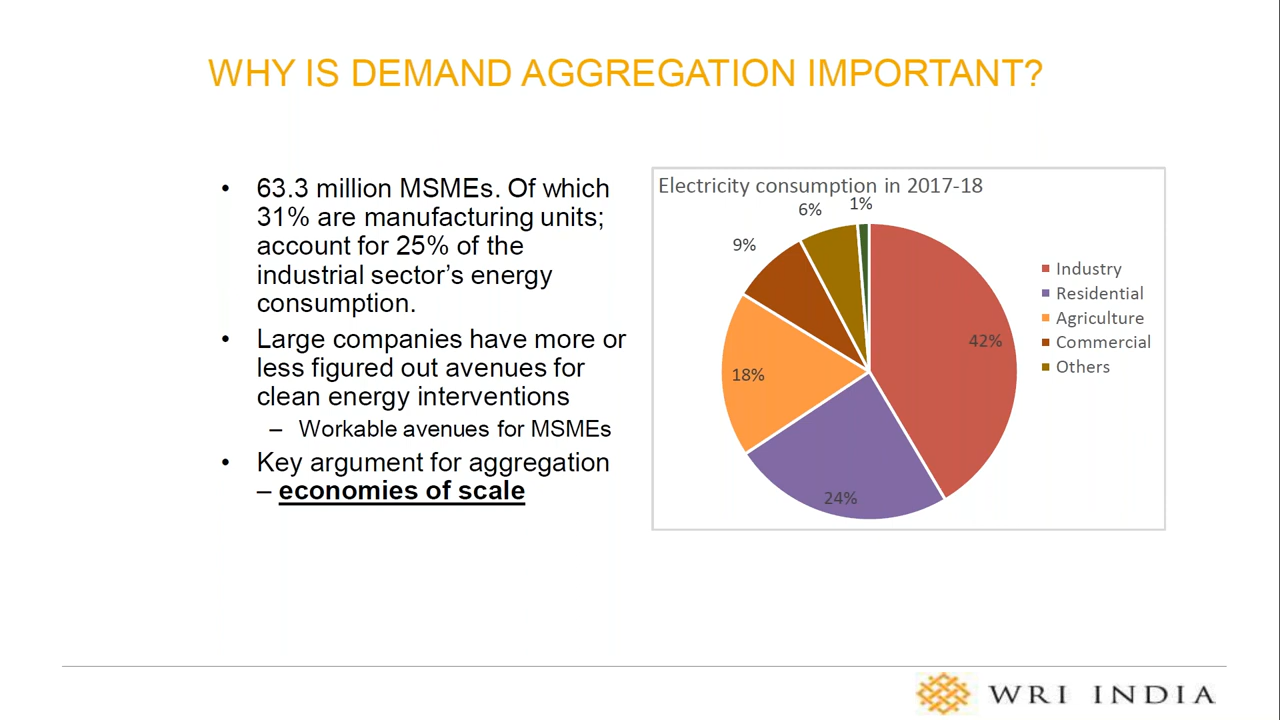 WHY IS DEMAND AGGREGATION IMPORTANT?
• 63.3 million MSMEs. Of which
31% are manufacturing units;
account for 25% of the
industrial sector's energy
consumption.
• Large companies have more or
less figured out avenues for
clean energy interventions
– Workable avenues for MSMEs
• Key argument for aggregation
– economies of scale
Electricity consumption in 2017-18
1%
6%
9%
42%
18%
24%
Industry
Residential
Agriculture
Commercial
Others
WRI INDIA